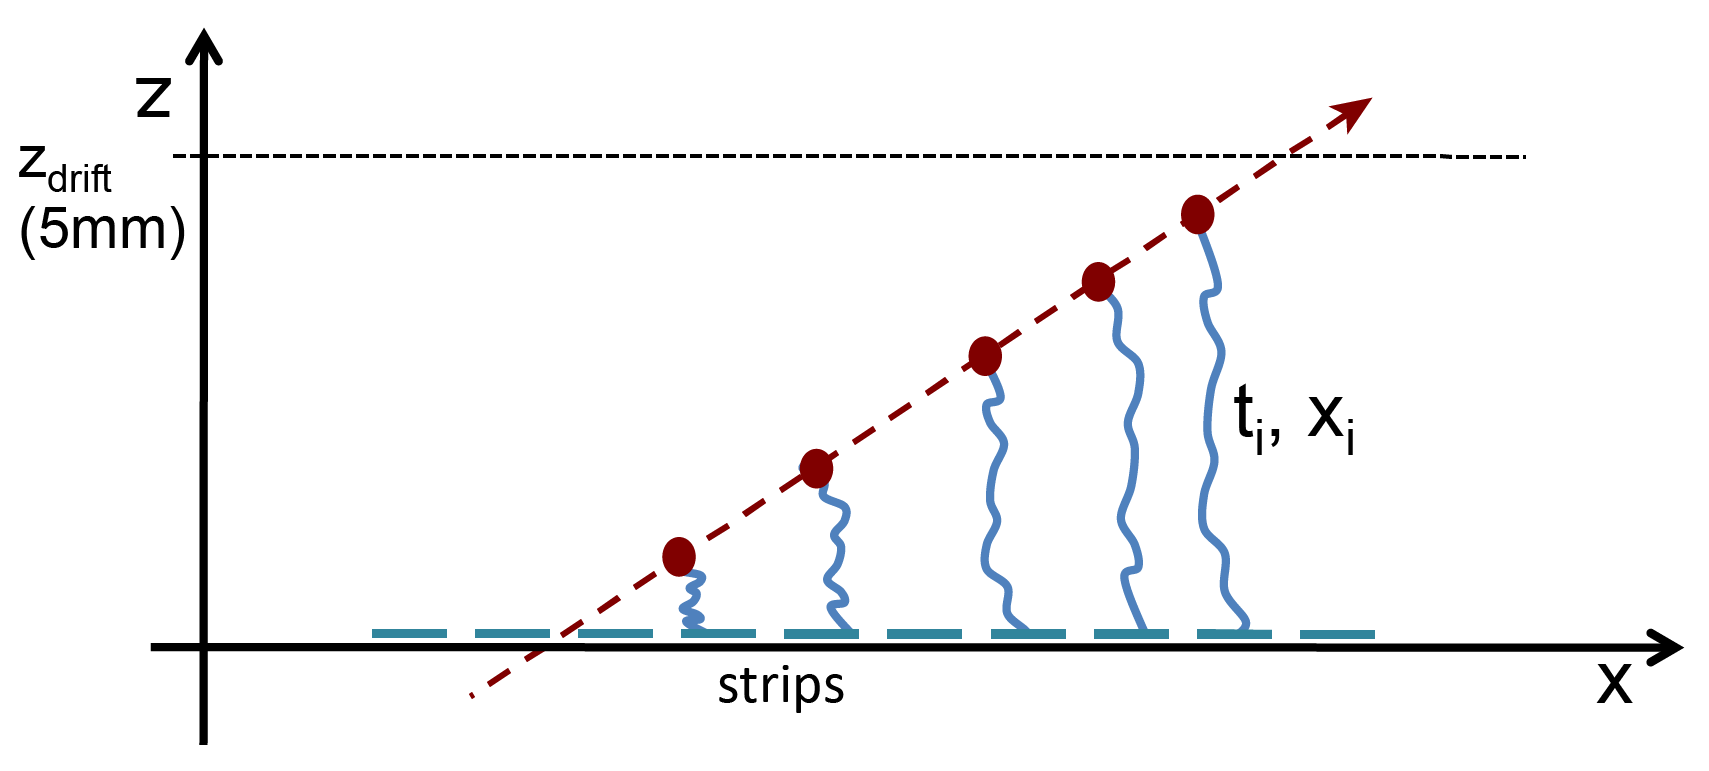 z
z_drift
(5mm)
t_i, x_i
strips
x